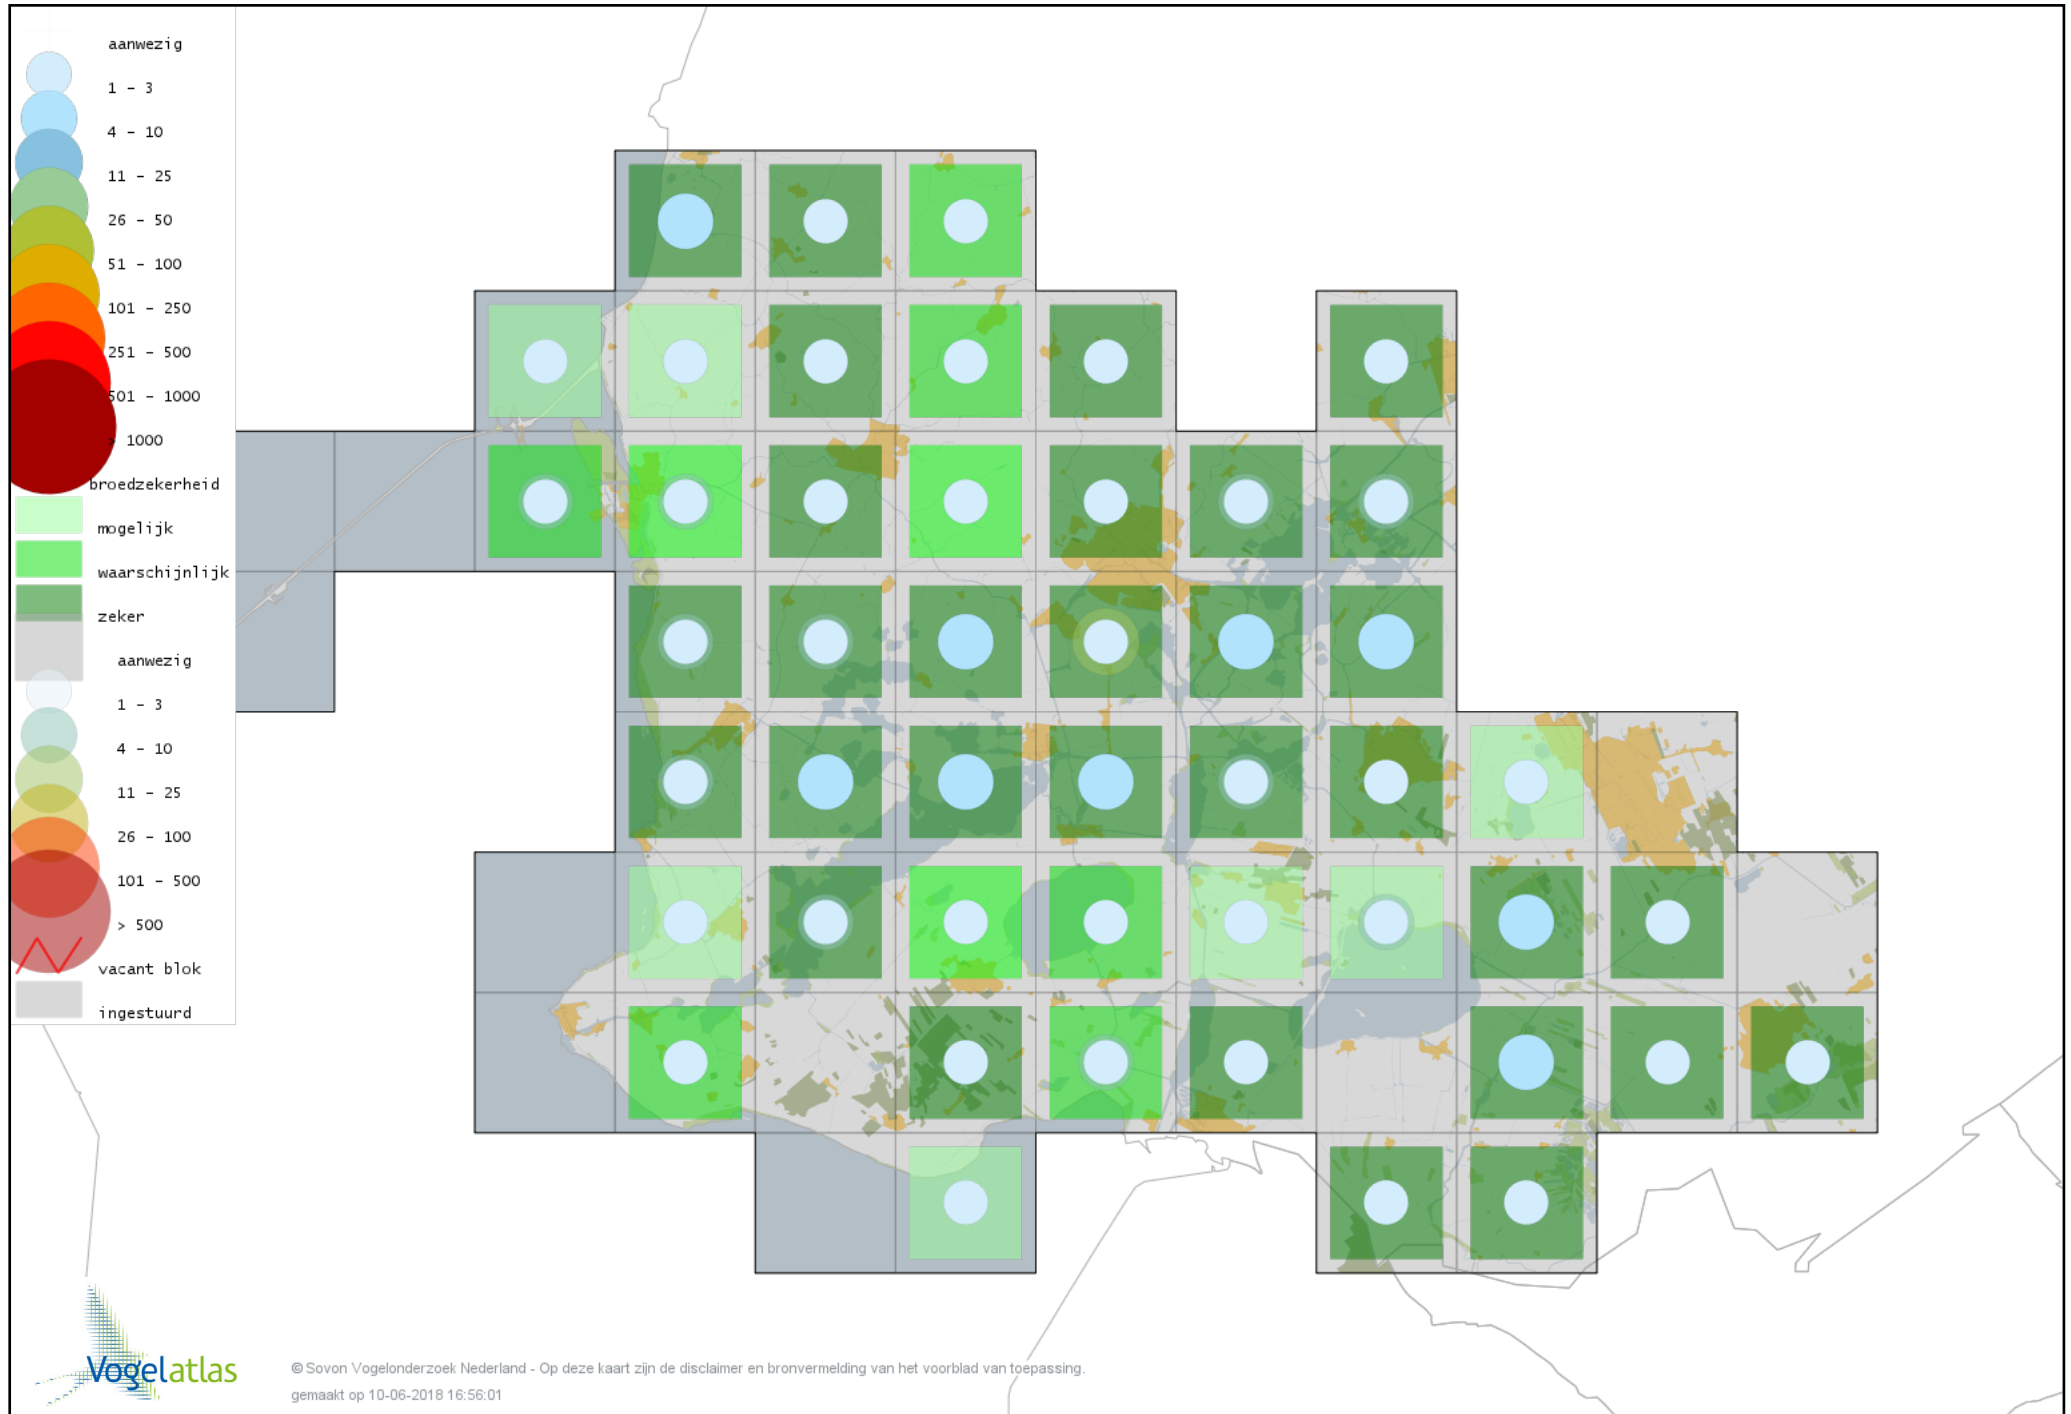 aanwezig
1 - 3
4 - 10
11 - 25
26 - 50
51 - 100
101 - 250
251 - 500
501 - 1000
> 1000
broedzekerheid
mogelijk
waarschijnlijk
zeker
aanwezig
1 - 3
4 - 10
11 - 25
26 - 100
101 - 500
> 500
vacant blok
ingestuurd
Vogelatlas
© Sovon Vogelonderzoek Nederland - Op deze kaart zijn de disclaimer en bronvermelding van het voorblad van toepassing.
gemaakt op 10-06-2018 16:56:01